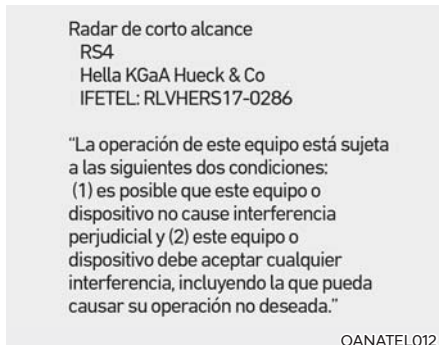 Radar de corto alcance
RS4
Hella KGaA Hueck & Co
IFETEL: RLVHERS17-0286
“La operación de este equipo está sujeta
a las siguientes dos condiciones:
(1) es posible que este equipo o
dispositivo no cause interferencia
perjudicial y (2) este equipo o
dispositivo debe aceptar cualquier
interferencia, incluyendo la que pueda
causar su operación no deseada.”
OANATEL012